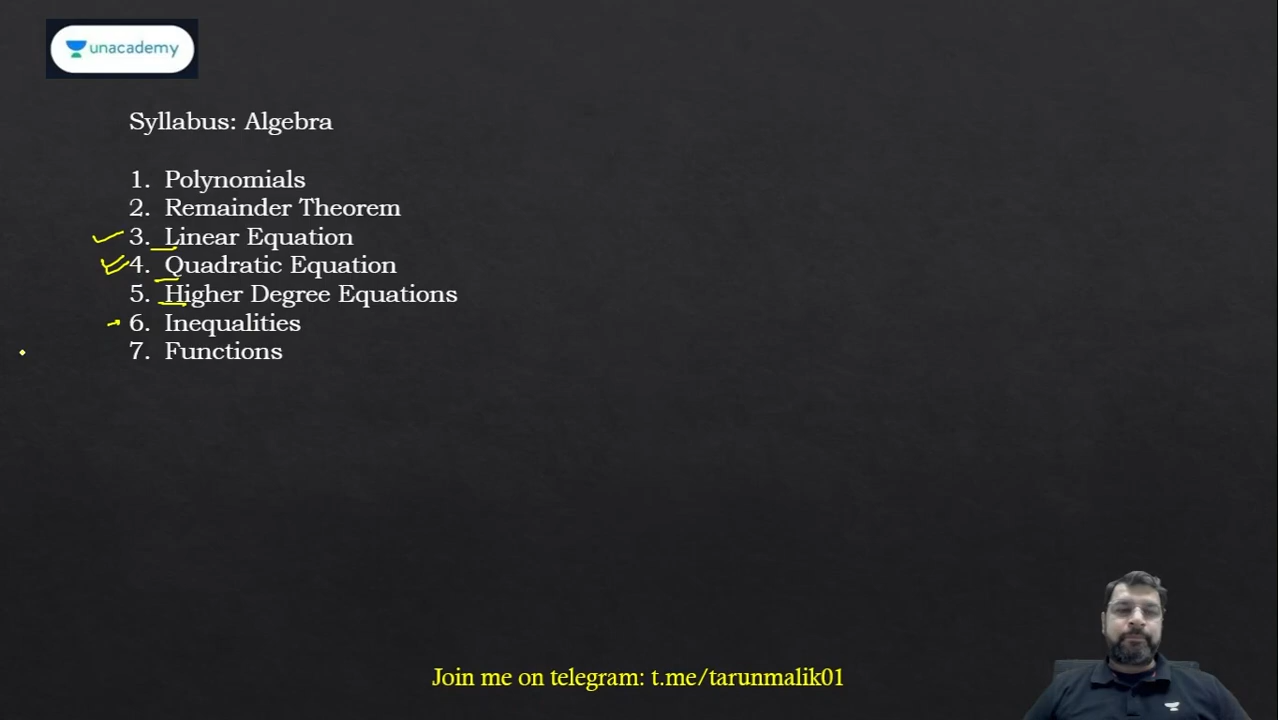 unacademy
Syllabus: Algebra
1. Polynomials
2. Remainder Theorem
3. Linear Equation
4. Quadratic Equation
5. Higher Degree Equations
6. Inequalities
7. Functions
Join me on telegram: t.me/tarunmalik01